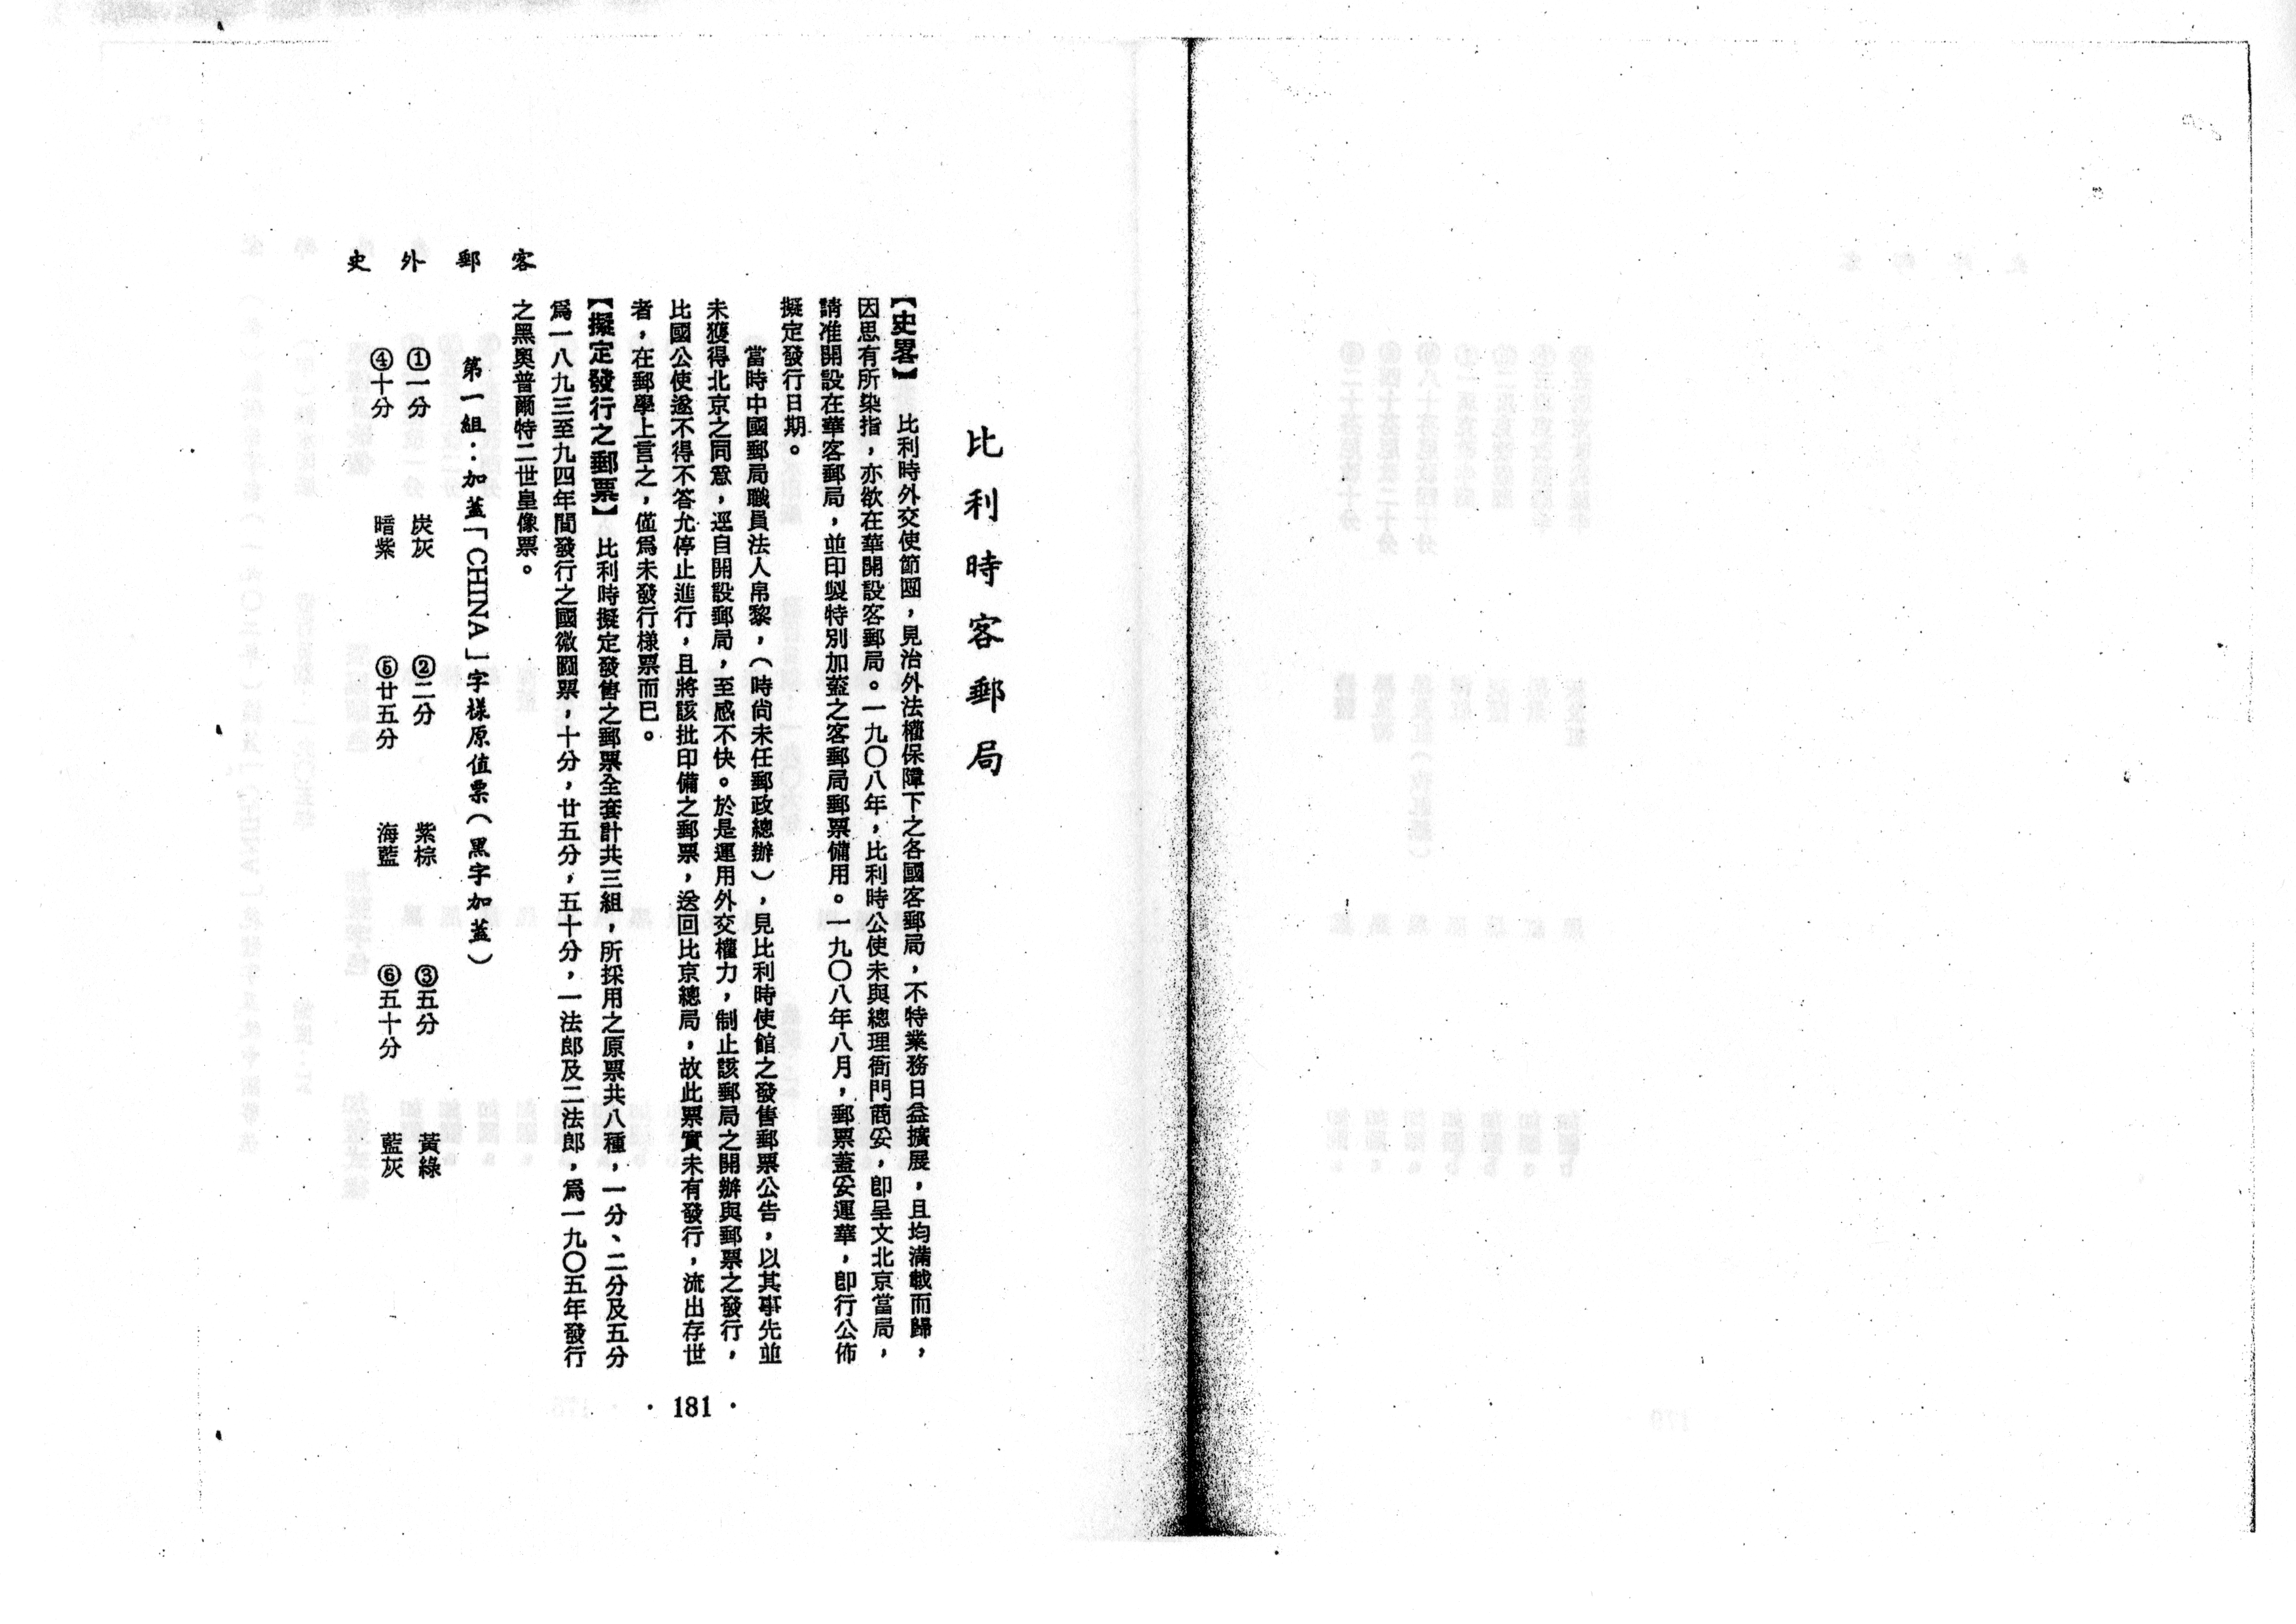 客郵外史
比利時客郵局
【史畧】 比利時外交使節團，見治外法權保障下之各國客郵局，不特業務日益擴展，且均滿載而歸，
因思有所染指，亦欲在華開設客郵局。一九〇八年，比利時公使未與總理衙門商妥，卽呈文北京當局，
請准開設在華客郵局，並印製特別加蓋之客郵局郵票備用。一九〇八年八月，郵票蓋妥運華，卽行公佈
擬定發行日期。
當時中國郵局職員法人帛黎，（時尚未任郵政總辦），見比利時使館之發售郵票公告，以其事先並
未獲得北京之同意，逕自開設郵局，至感不快。於是運用外交權力，制止該郵局之開辦與郵票之發行，
比國公使遂不得不答允停止進行，且將該批印備之郵票，送回比京總局，故此票實未有發行，流出存世
者，在郵學上言之，僅爲未發行樣票而已。
【擬定發行之郵票】 比利時擬定發售之郵票全套計共三組，所採用之原票共八種，一分、二分及五分
爲一八九三至九四年間發行之國徽圖票，十分，廿五分，五十分，一法郎及二法郎，爲一九〇五年發行
之黑奧普爾特二世皇像票。
第一組：加蓋「CHINA」字樣原值票（黑字加蓋）
①一分 炭灰 ②二分 紫棕 ③五分 黃綠
④十分 暗紫 ⑤廿五分 海藍 ⑥五十分 藍灰
·181·